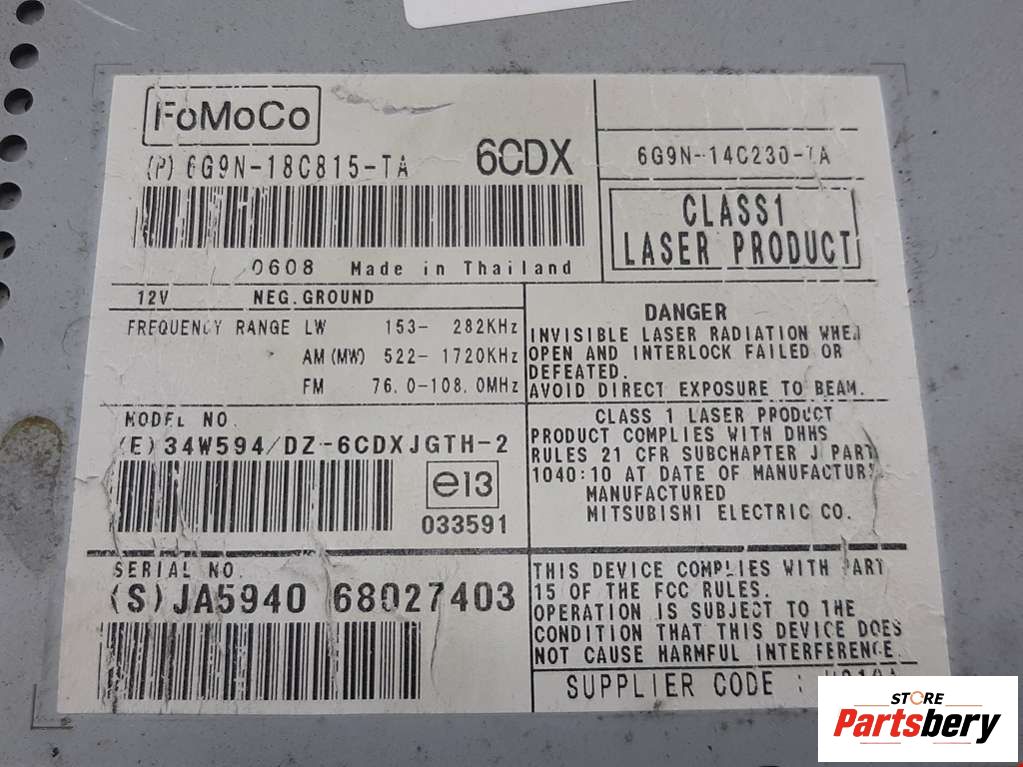 FoMoCo
(P) 6G9N-18C815-TA 6CDX
0608 Made in Thailand
6G9N-14C230-TA
CLASS1
LASER PRODUCT
12V NEG. GROUND
FREQUENCY RANGE LW 153- 282KHz
AM (MW) 522- 1720KHz
FM 76.0-108.0MHz
DANGER
INVISIBLE LASER RADIATION WHEN
OPEN AND INTERLOCK FAILED OR
DEFEATED.
AVOID DIRECT EXPOSURE TO BEAM.
MODEL NO.
(E) 34W594/DZ-6CDXJGTH-2
e13
033591
CLASS 1 LASER PRODUCT
PRODUCT COMPLIES WITH DHHS
RULES 21 CFR SUBCHAPTER J PART
1040:10 AT DATE OF MANUFACTURE
MANUFACTURED
MITSUBISHI ELECTRIC CO.
SERIAL NO.
(S) JA5940 68027403
THIS DEVICE COMPLIES WITH PART
15 OF THE FCC RULES.
OPERATION IS SUBJECT TO THE
CONDITION THAT THIS DEVICE DOES
NOT CAUSE HARMFUL INTERFERENCE.
SUPPLIER CODE :
STORE
Partsbery